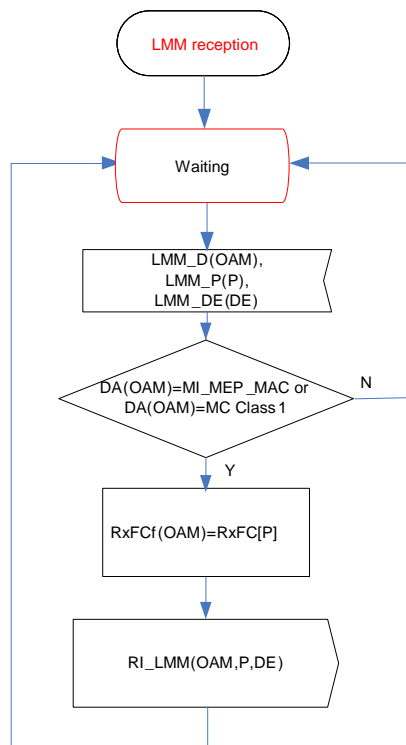 LMM reception
Waiting
LMM_D(OAM),
LMM_P(P),
LMM_DE(DE)
DA(OAM)=MI_MEP_MAC or
DA(OAM)=MC Class 1
N
Y
RxFCf(OAM)=RxFC[P]
RI_LMM(OAM,P,DE)